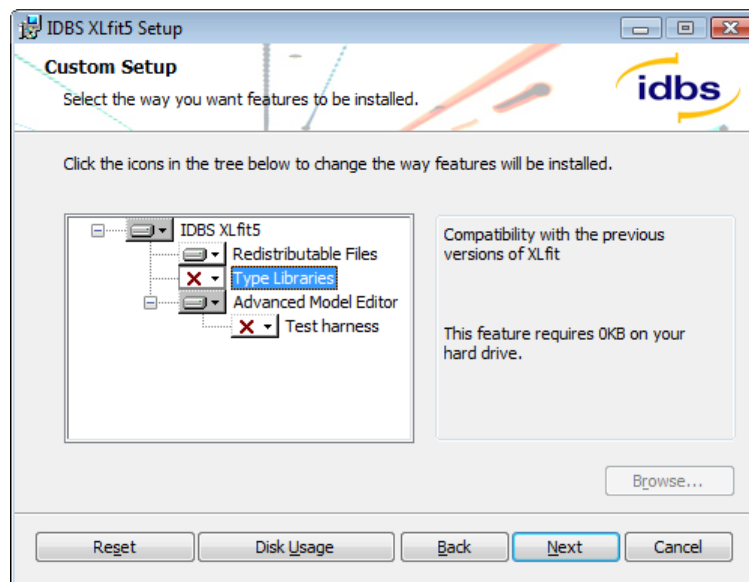 IDBS XLfit5 Setup
Custom Setup
Select the way you want features to be installed.
idbs
Click the icons in the tree below to change the way features will be installed.
IDBS XLfit5
Redistributable Files
Type Libraries
Advanced Model Editor
Test harness
Compatibility with the previous
versions of XLfit
This feature requires 0KB on your
hard drive.
Browse...
Reset
Disk Usage
Back
Next
Cancel